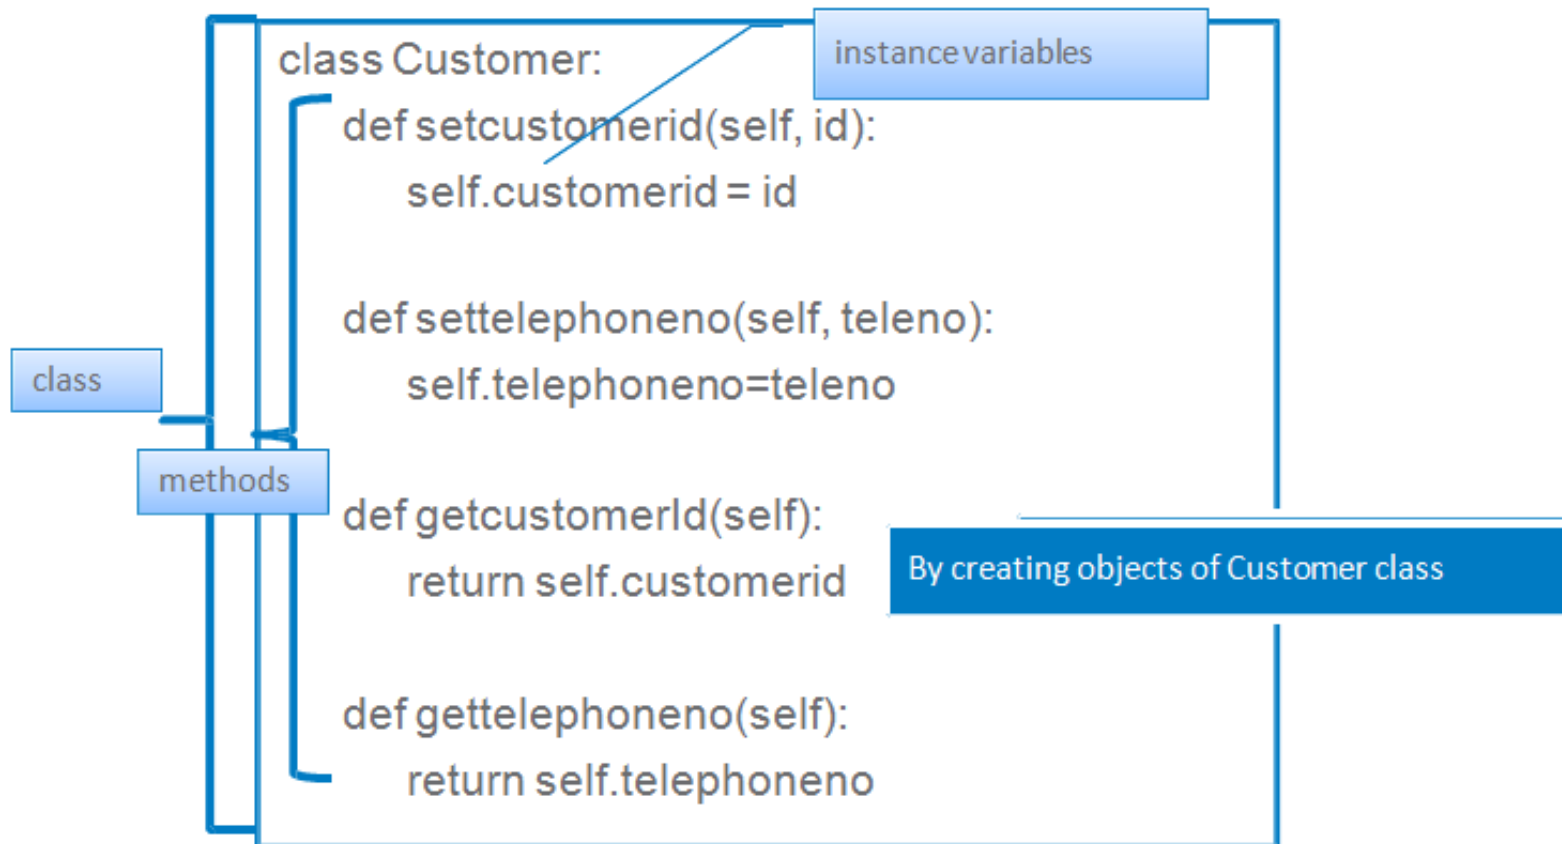 class Customer:
instance variables
def setcustomerid(self, id):
self.customerid = id
def settelephoneno(self, teleno):
self.telephoneno=teleno
class
methods
def getcustomerId(self):
return self.customerid
By creating objects of Customer class
def gettelephoneno(self):
return self.telephoneno